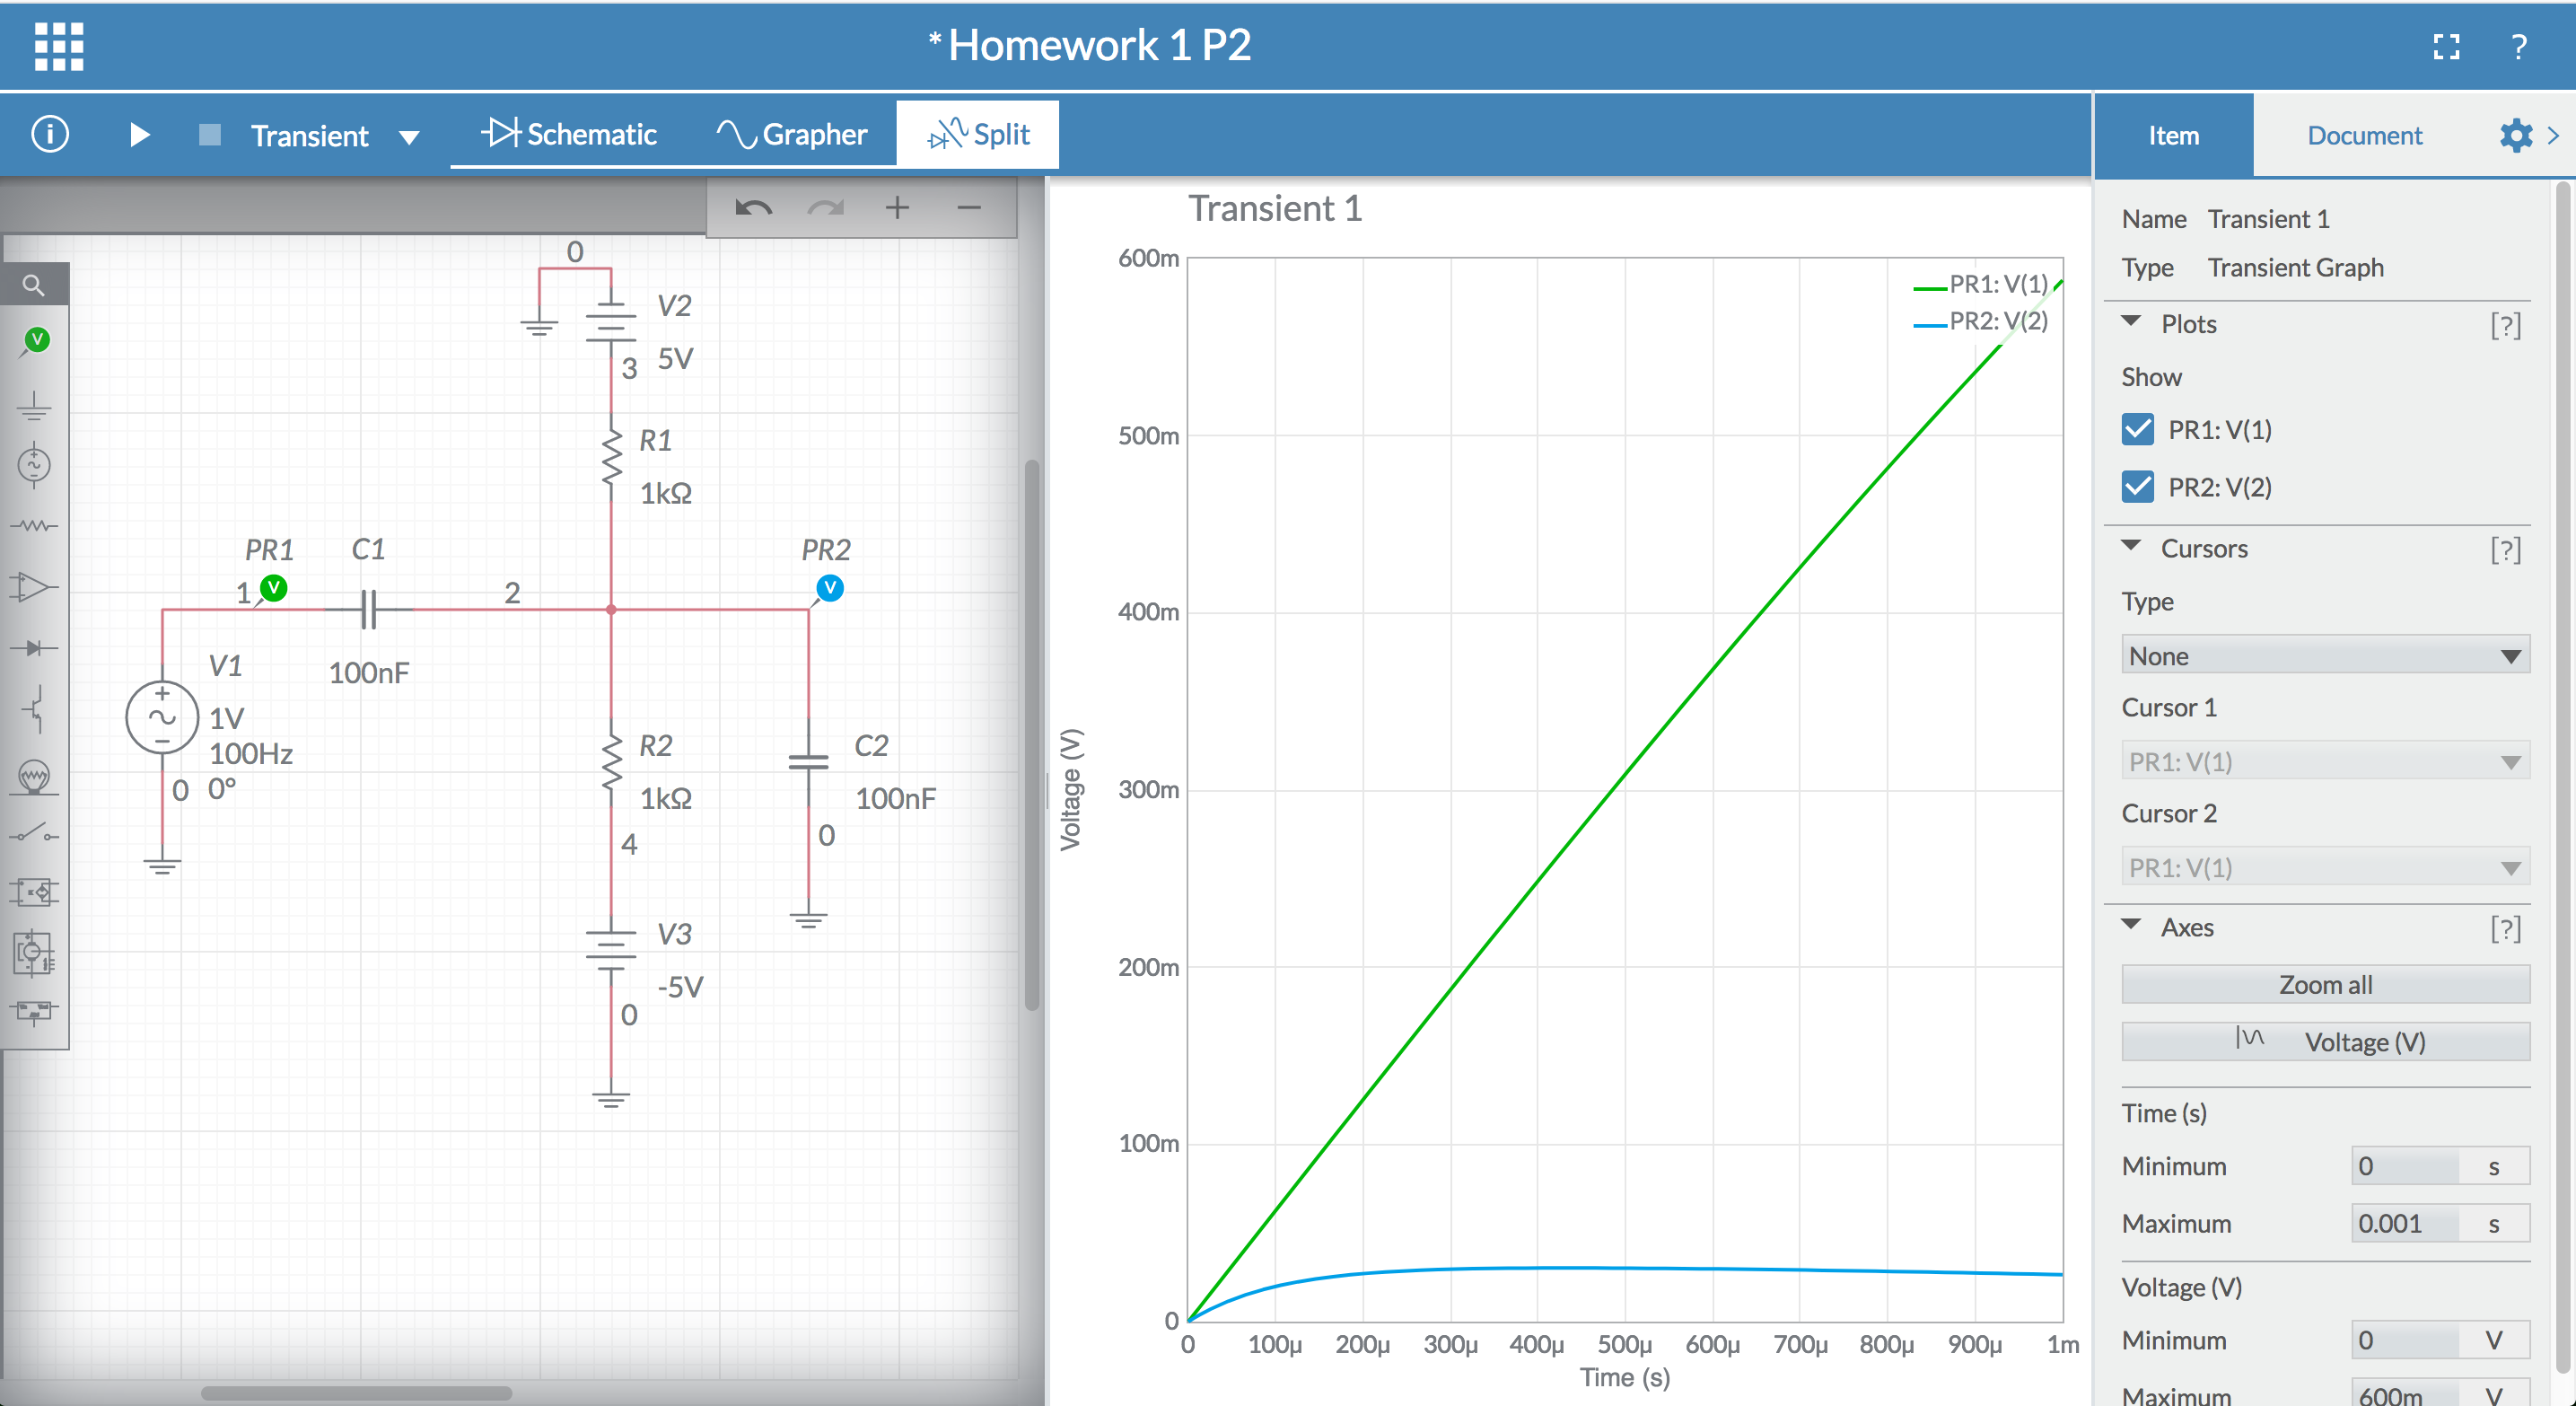 * Homework 1 P2
?
i
Transient
Schematic
Grapher
Split
Item
Document
0
V2
5V
3
R1
1kΩ
PR1
C1
PR2
1
V
2
V
V
V1
100nF
1V
100Hz
0
0°
R2
1kΩ
C2
100nF
4
0
V3
-5V
0
Transient 1
600m
500m
400m
300m
200m
100m
0
Voltage (V)
PR1: V(1)
PR2: V(2)
0
100µ
200µ
300µ
400µ
500µ
600µ
700µ
800µ
900µ
1m
Time (s)
Name Transient 1
Type Transient Graph
Plots [?]
Show
PR1: V(1)
PR2: V(2)
Cursors [?]
Type
None
Cursor 1
PR1: V(1)
Cursor 2
PR1: V(1)
Axes [?]
Zoom all
Voltage (V)
Time (s)
Minimum 0 s
Maximum 0.001 s
Voltage (V)
Minimum 0 V
Maximum 600m V